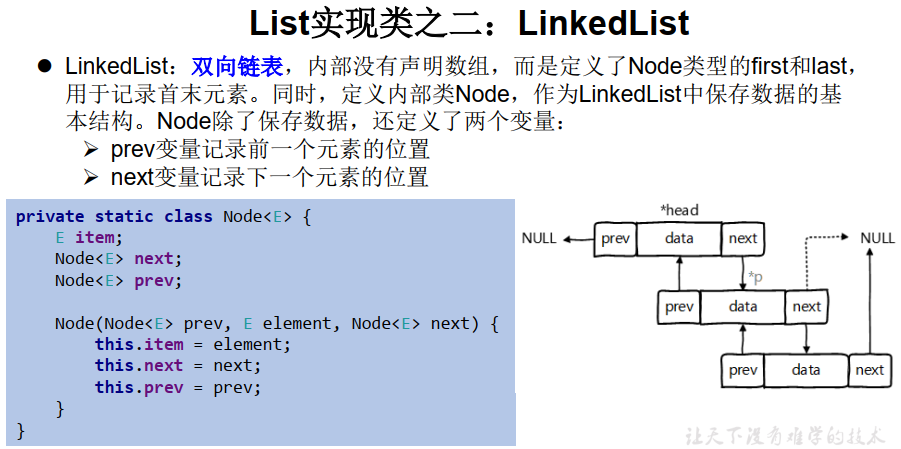 List实现类之二：LinkedList
● LinkedList：双向链表，内部没有声明数组，而是定义了Node类型的first和last，
用于记录首末元素。同时，定义内部类Node，作为LinkedList中保存数据的基
本结构。Node除了保存数据，还定义了两个变量：
➢ prev变量记录前一个元素的位置
➢ next变量记录下一个元素的位置
private static class Node<E> {
    E item;
    Node<E> next;
    Node<E> prev;

    Node(Node<E> prev, E element, Node<E> next) {
        this.item = element;
        this.next = next;
        this.prev = prev;
    }
}
*head
NULL prev data next NULL
*p
prev data next
prev data next
让天下没有难学的技术